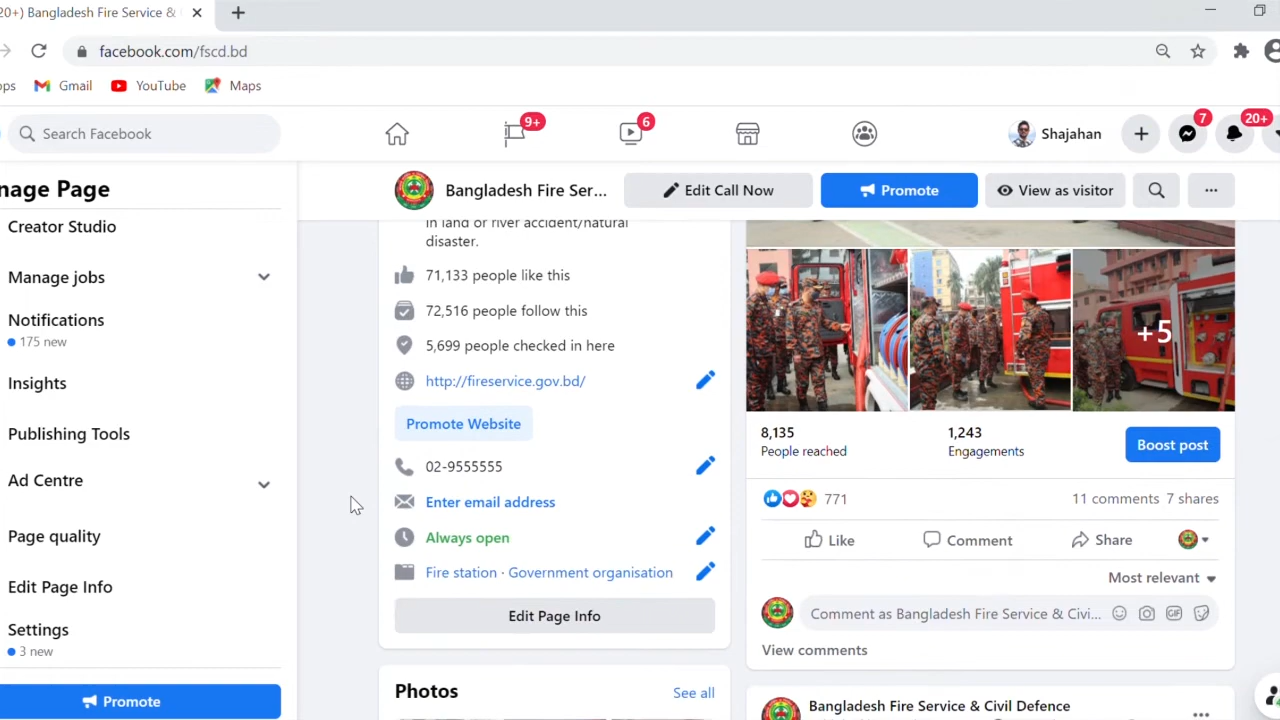 20+) Bangladesh Fire Service &
facebook.com/fscd.bd
ps Gmail YouTube Maps
Search Facebook
9+
6
Shajahan
7
20+
nage Page
Creator Studio
Manage jobs
Notifications
175 new
Insights
Publishing Tools
Ad Centre
Page quality
Edit Page Info
Settings
3 new
Promote
Bangladesh Fire Ser...
Edit Call Now
Promote
View as visitor
in land or river accident/natural
disaster.
71,133 people like this
72,516 people follow this
5,699 people checked in here
http://fireservice.gov.bd/
Promote Website
02-9555555
Enter email address
Always open
Fire station · Government organisation
Edit Page Info
Photos
See all
+5
8,135
People reached
1,243
Engagements
Boost post
771
11 comments 7 shares
Like
Comment
Share
Most relevant
Comment as Bangladesh Fire Service & Civi...
GIF
View comments
Bangladesh Fire Service & Civil Defence